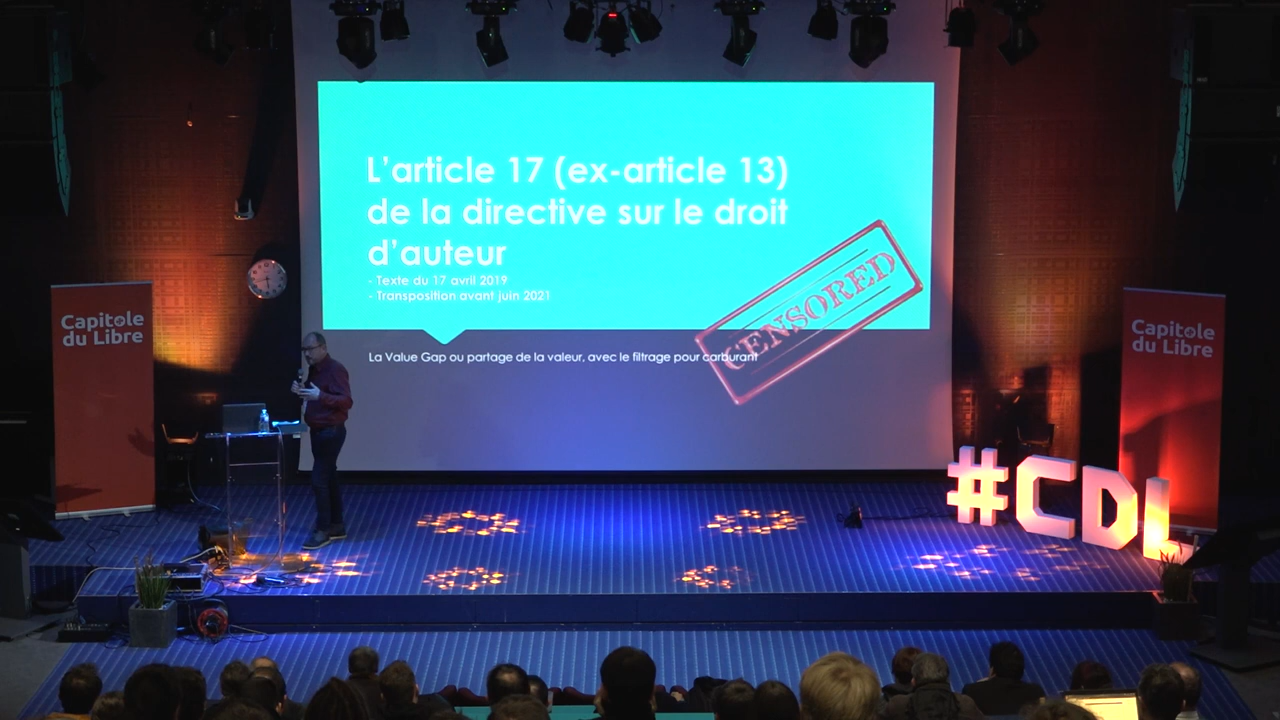 L'article 17 (ex-article 13)
de la directive sur le droit
d'auteur
- Texte du 17 avril 2019
- Transposition avant juin 2021
CENSORED
La Value Gap ou partage de la valeur, avec le filtrage pour carburant
Capitole
du Libre
Capitole
du Libre
#CDL